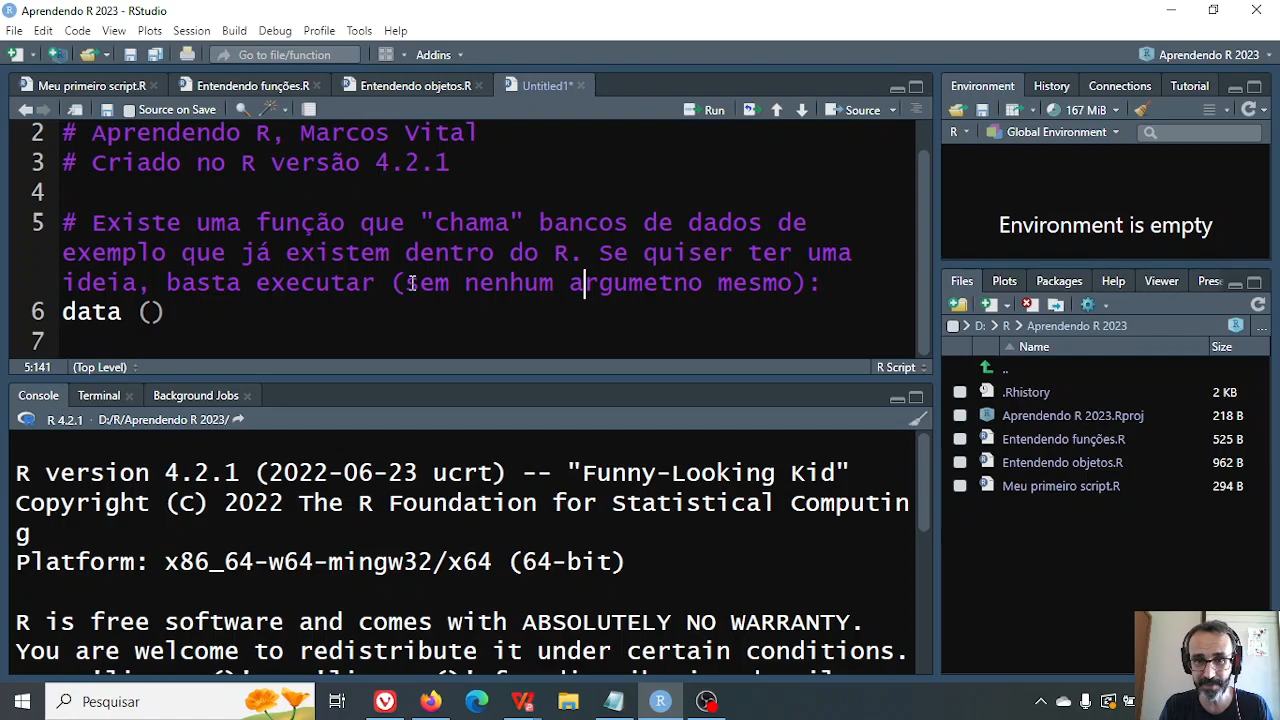 Aprendendo R 2023 - RStudio
File Edit Code View Plots Session Build Debug Profile Tools Help
Go to file/function Addins Aprendendo R 2023
Meu primeiro script.R Entendendo funções.R Entendendo objetos.R Untitled1*
Source on Save Run Source
2 # Aprendendo R, Marcos Vital
3 # Criado no R versão 4.2.1
4
5 # Existe uma função que "chama" bancos de dados de
exemplo que já existem dentro do R. Se quiser ter uma
ideia, basta executar (sem nenhum argumetno mesmo):
6 data ()
7
5:141 (Top Level) R Script
Console Terminal Background Jobs
R 4.2.1 · D:/R/Aprendendo R 2023/
R version 4.2.1 (2022-06-23 ucrt) -- "Funny-Looking Kid"
Copyright (C) 2022 The R Foundation for Statistical Computin
g
Platform: x86_64-w64-mingw32/x64 (64-bit)
R is free software and comes with ABSOLUTELY NO WARRANTY.
You are welcome to redistribute it under certain conditions.
Environment History Connections Tutorial
167 MiB
R Global Environment
Environment is empty
Files Plots Packages Help Viewer Prese
D: R Aprendendo R 2023
Name Size
..
.Rhistory 2 KB
Aprendendo R 2023.Rproj 218 B
Entendendo funções.R 525 B
Entendendo objetos.R 962 B
Meu primeiro script.R 294 B
Pesquisar